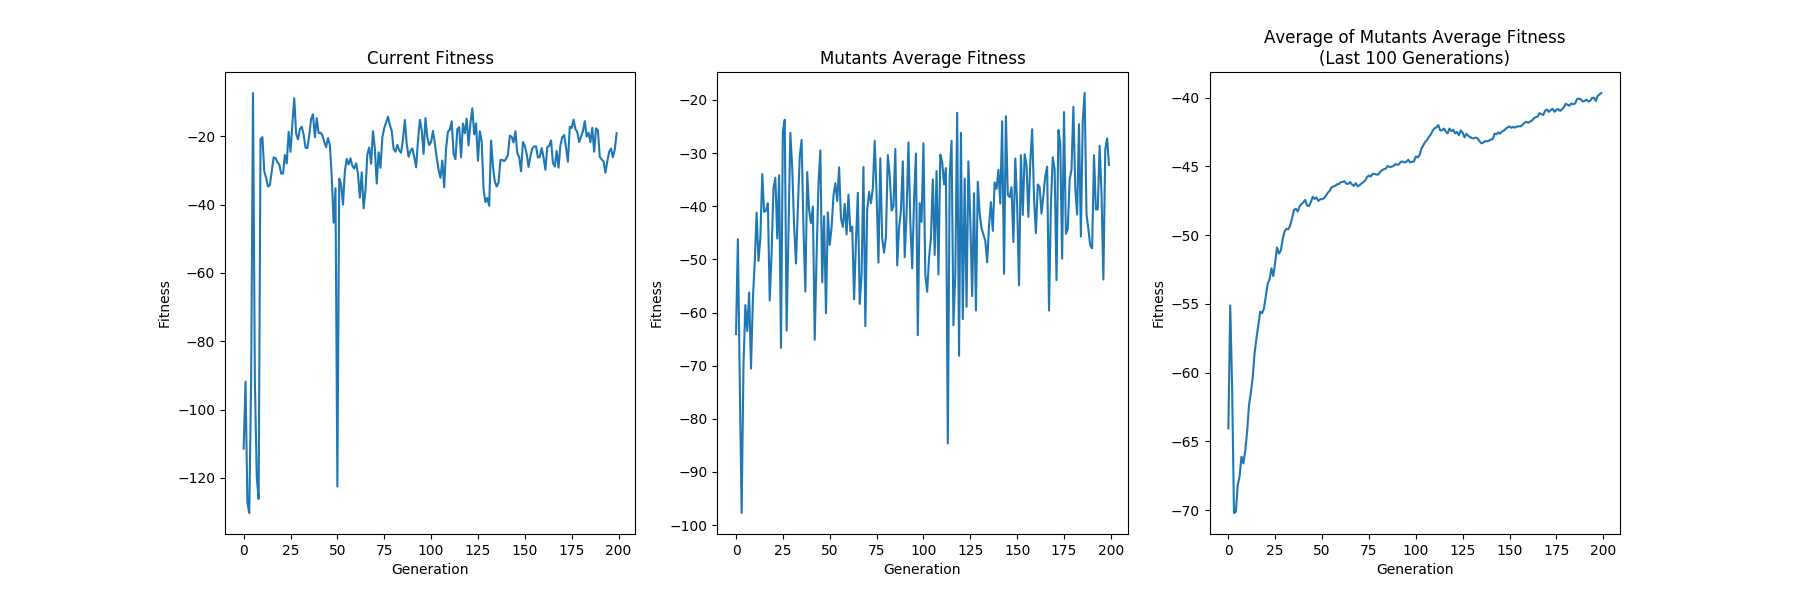 Current Fitness
Fitness
−20
−40
−60
−80
−100
−120
0 25 50 75 100 125 150 175 200
Generation
Mutants Average Fitness
Fitness
−20
−30
−40
−50
−60
−70
−80
−90
−100
0 25 50 75 100 125 150 175 200
Generation
Average of Mutants Average Fitness
(Last 100 Generations)
Fitness
−40
−45
−50
−55
−60
−65
−70
0 25 50 75 100 125 150 175 200
Generation